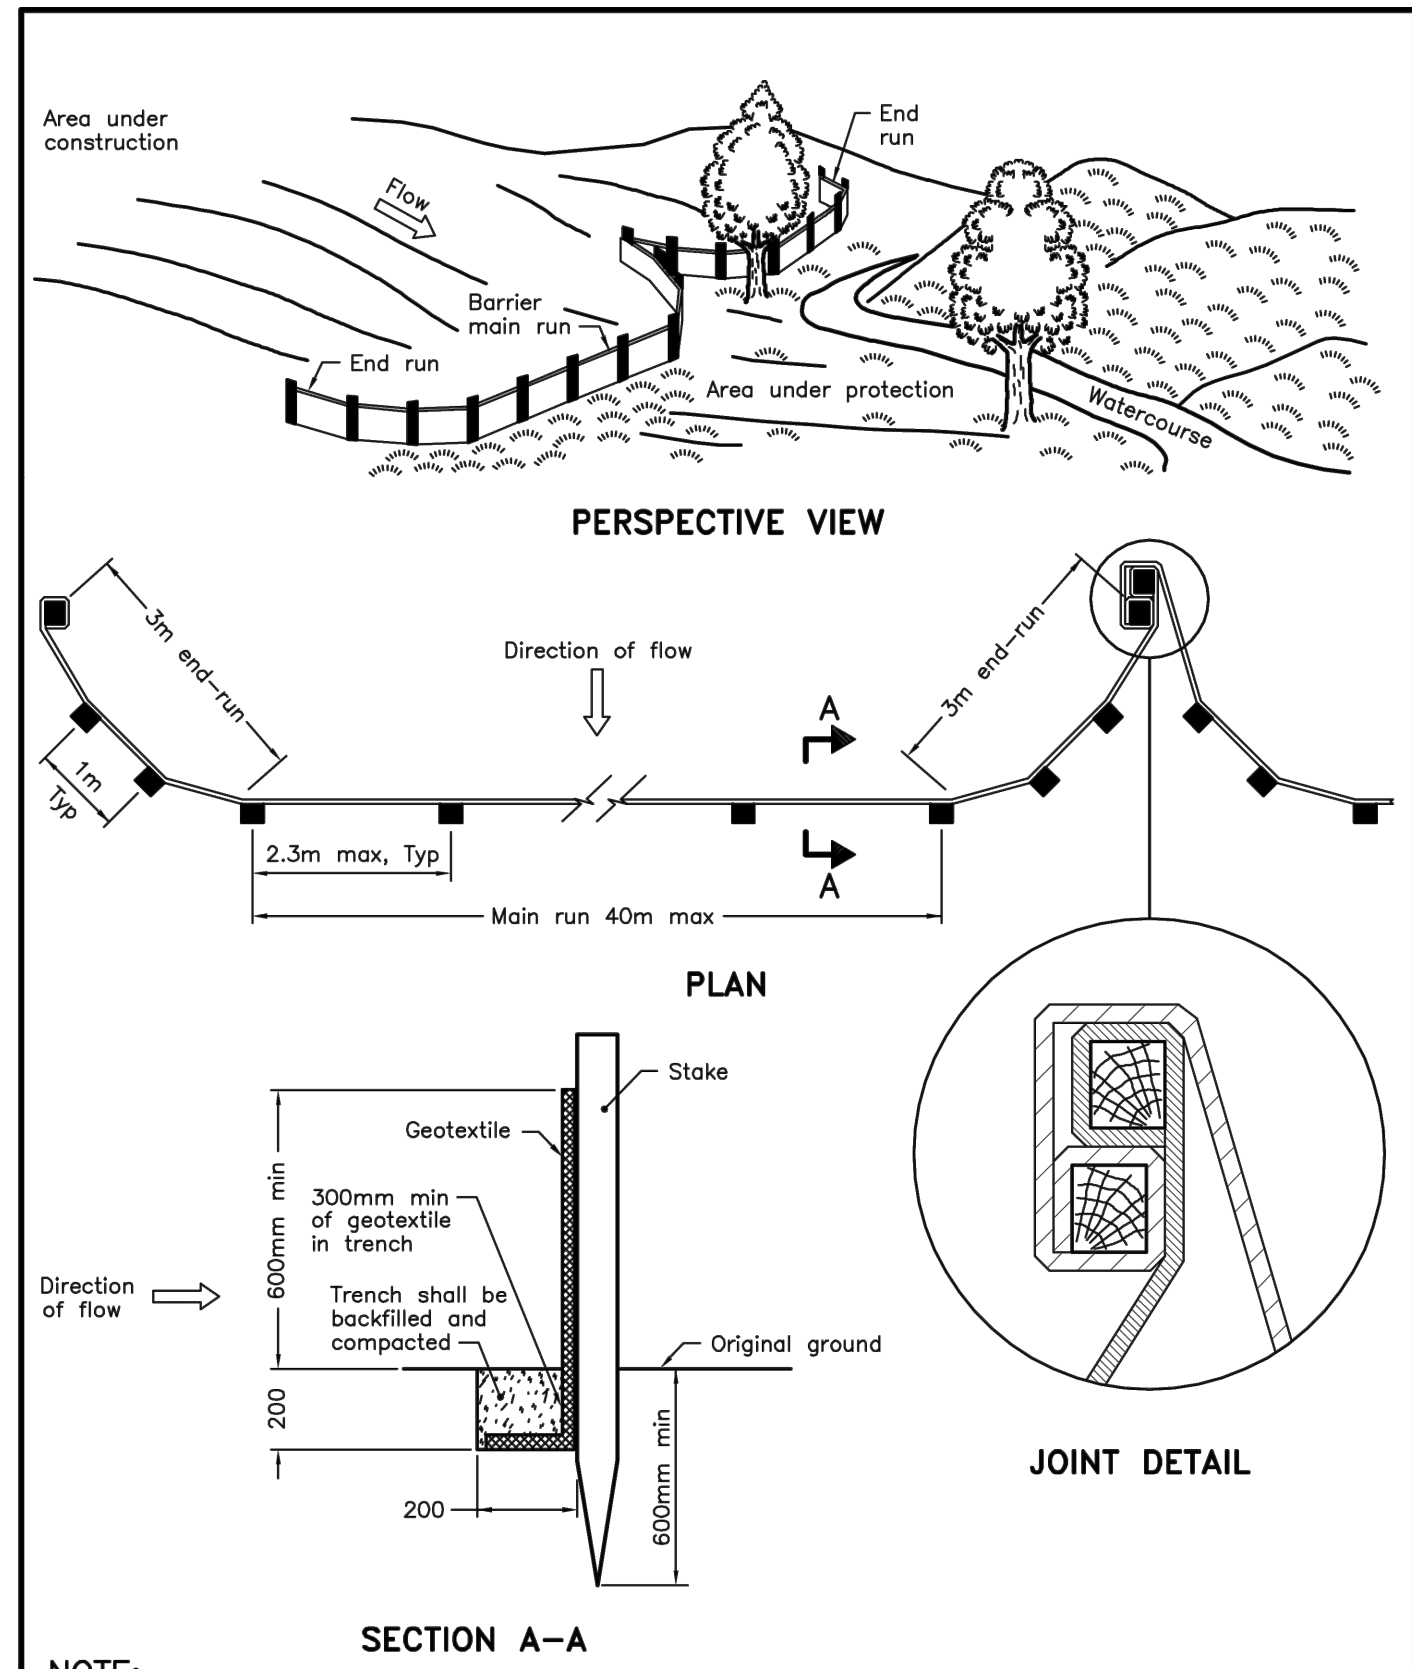 Area under
construction
Flow
End
run
Barrier
main run
End run
Area under protection
Watercourse
PERSPECTIVE VIEW
3m end-run
Direction of flow
3m end-run
A
1m
Typ
2.3m max, Typ
A
Main run 40m max
PLAN
Stake
Geotextile
600mm min
300mm min
of geotextile
in trench
Direction
of flow
Trench shall be
backfilled and
compacted
Original ground
200
600mm min
200
JOINT DETAIL
SECTION A-A
NOTE: